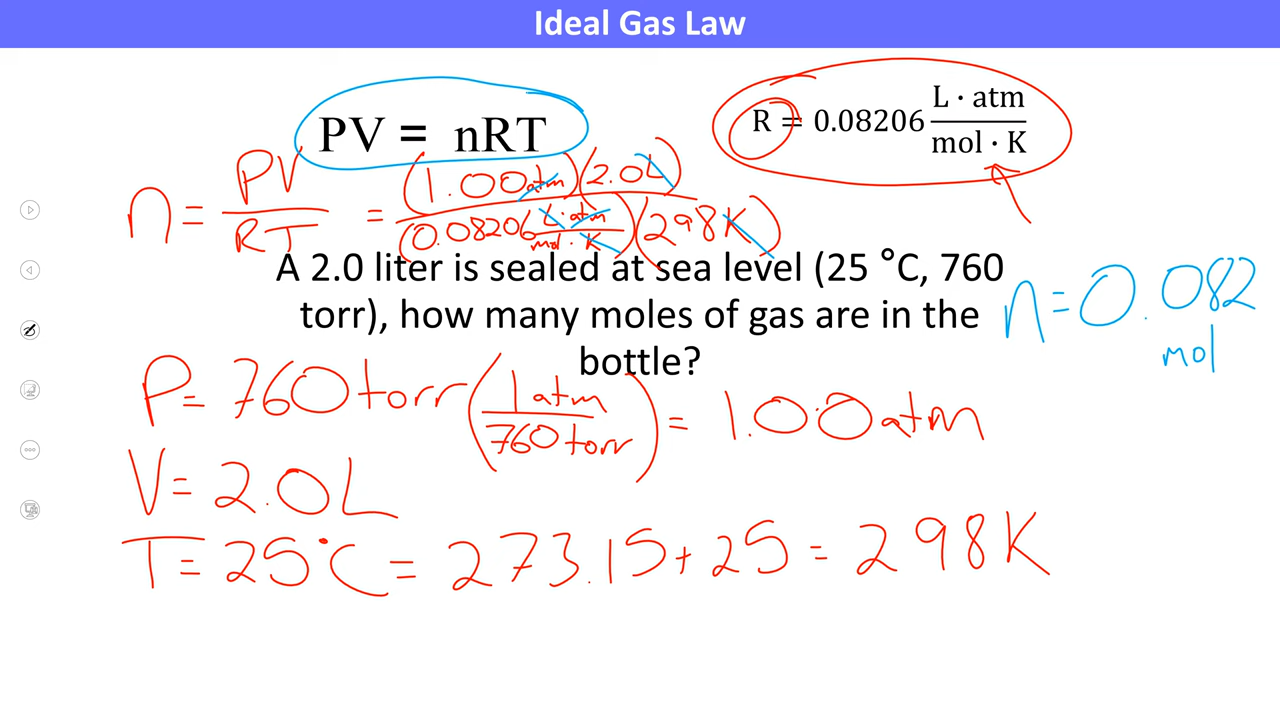 Ideal Gas Law
PV = nRT
R = 0.08206 L · atm / mol · K
n = PV / RT = (1.00 atm)(2.0 L) / (0.08206 L · atm / mol · K)(298 K)
A 2.0 liter is sealed at sea level (25 °C, 760
torr), how many moles of gas are in the
bottle?
n = 0.082
mol
P = 760 torr (1 atm / 760 torr) = 1.00 atm
V = 2.0 L
T = 25°C = 273.15 + 25 = 298 K